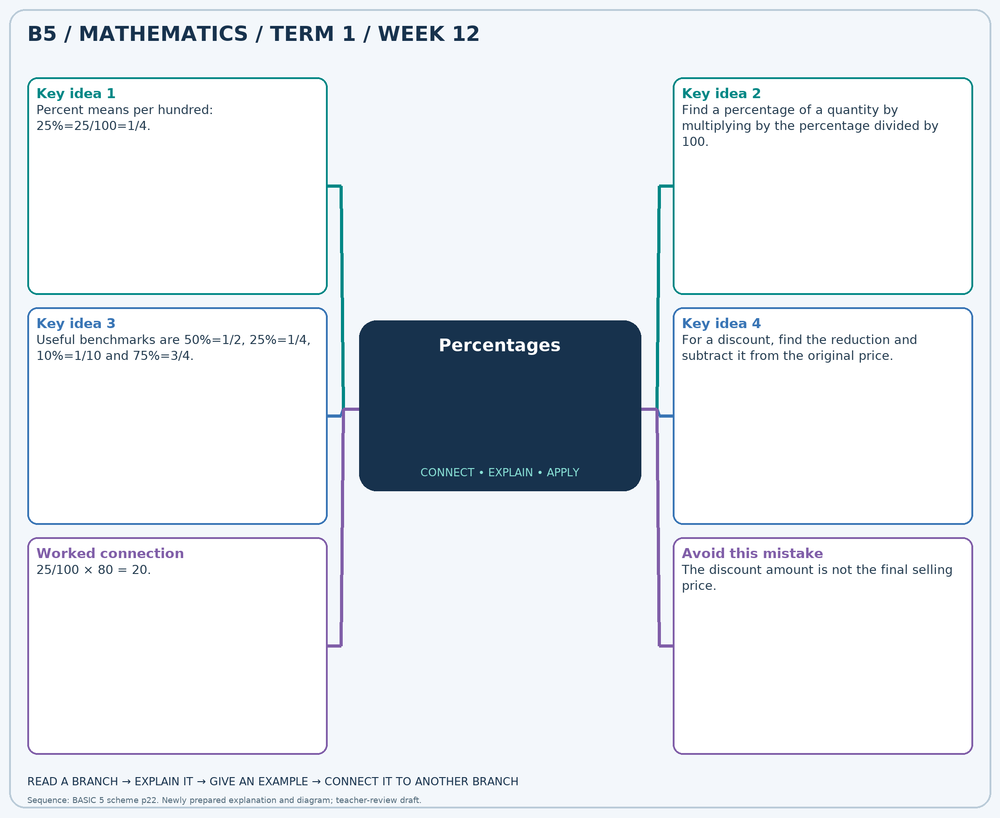 B5 / MATHEMATICS / TERM 1 / WEEK 12
Key idea 1
Percent means per hundred:
25%=25/100=1/4.
Key idea 2
Find a percentage of a quantity by
multiplying by the percentage divided by
100.
Key idea 3
Useful benchmarks are 50%=1/2, 25%=1/4,
10%=1/10 and 75%=3/4.
Percentages
CONNECT • EXPLAIN • APPLY
Key idea 4
For a discount, find the reduction and
subtract it from the original price.
Worked connection
25/100 × 80 = 20.
Avoid this mistake
The discount amount is not the final selling
price.
READ A BRANCH → EXPLAIN IT → GIVE AN EXAMPLE → CONNECT IT TO ANOTHER BRANCH
Sequence: BASIC 5 scheme p22. Newly prepared explanation and diagram; teacher-review draft.